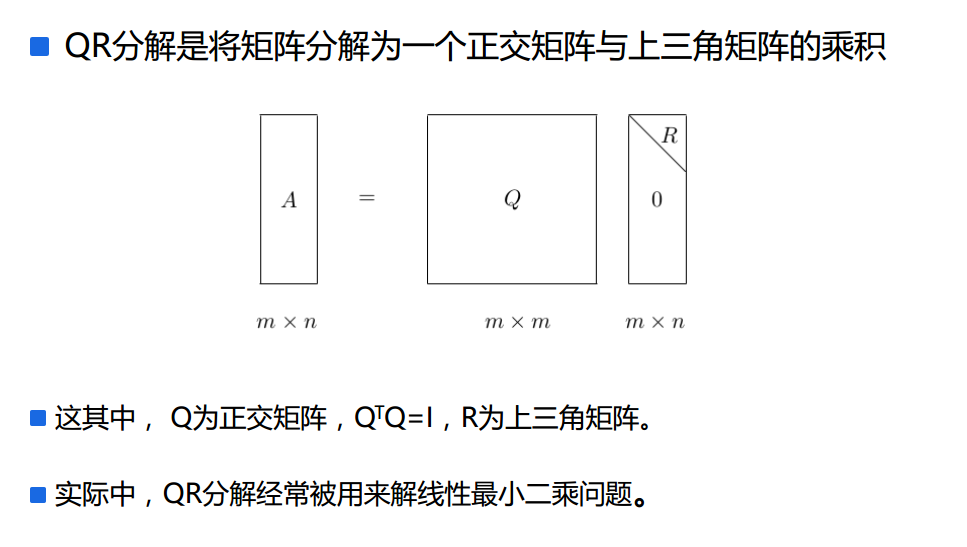 QR分解是将矩阵分解为一个正交矩阵与上三角矩阵的乘积
A = Q R 0
m × n m × m m × n
这其中， Q为正交矩阵，QᵀQ=I，R为上三角矩阵。
实际中，QR分解经常被用来解线性最小二乘问题。